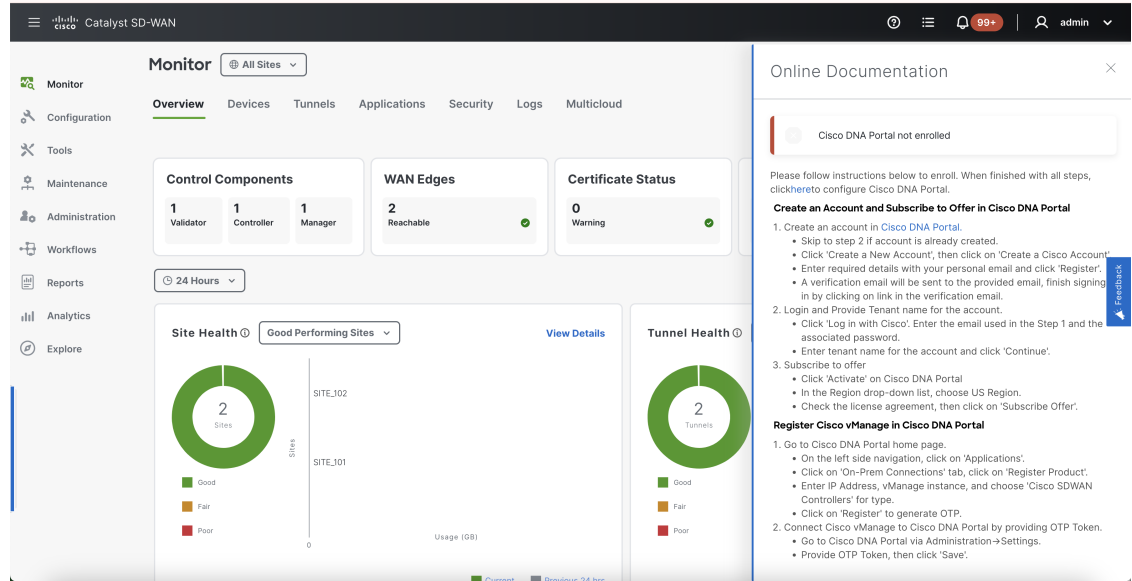 cisco Catalyst SD-WAN
99+
admin
Monitor
Configuration
Tools
Maintenance
Administration
Workflows
Reports
Analytics
Explore
Monitor
All Sites
Overview Devices Tunnels Applications Security Logs Multicloud
Control Components
1 1 1
Validator Controller Manager
WAN Edges
2
Reachable
Certificate Status
0
Warning
24 Hours
Site Health Good Performing Sites View Details
2
Sites
Good
Fair
Poor
Sites
SITE_102
SITE_101
0
Usage (GB)
Current Previous 24 hrs
Tunnel Health
2
Tunnels
Good
Fair
Poor
Online Documentation
Cisco DNA Portal not enrolled
Please follow instructions below to enroll. When finished with all steps,
clickhereto configure Cisco DNA Portal.
Create an Account and Subscribe to Offer in Cisco DNA Portal
1. Create an account in Cisco DNA Portal.
• Skip to step 2 if account is already created.
• Click 'Create a New Account', then click on 'Create a Cisco Account'
• Enter required details with your personal email and click 'Register'.
• A verification email will be sent to the provided email, finish signing
in by clicking on link in the verification email.
2. Login and Provide Tenant name for the account.
• Click 'Log in with Cisco'. Enter the email used in the Step 1 and the
associated password.
• Enter tenant name for the account and click 'Continue'.
3. Subscribe to offer
• Click 'Activate' on Cisco DNA Portal
• In the Region drop-down list, choose US Region.
• Check the license agreement, then click on 'Subscribe Offer'.
Register Cisco vManage in Cisco DNA Portal
1. Go to Cisco DNA Portal home page.
• On the left side navigation, click on 'Applications'.
• Click on 'On-Prem Connections' tab, click on 'Register Product'.
• Enter IP Address, vManage instance, and choose 'Cisco SDWAN
Controllers' for type.
• Click on 'Register' to generate OTP.
2. Connect Cisco vManage to Cisco DNA Portal by providing OTP Token.
• Go to Cisco DNA Portal via Administration→Settings.
• Provide OTP Token, then click 'Save'.
Feedback